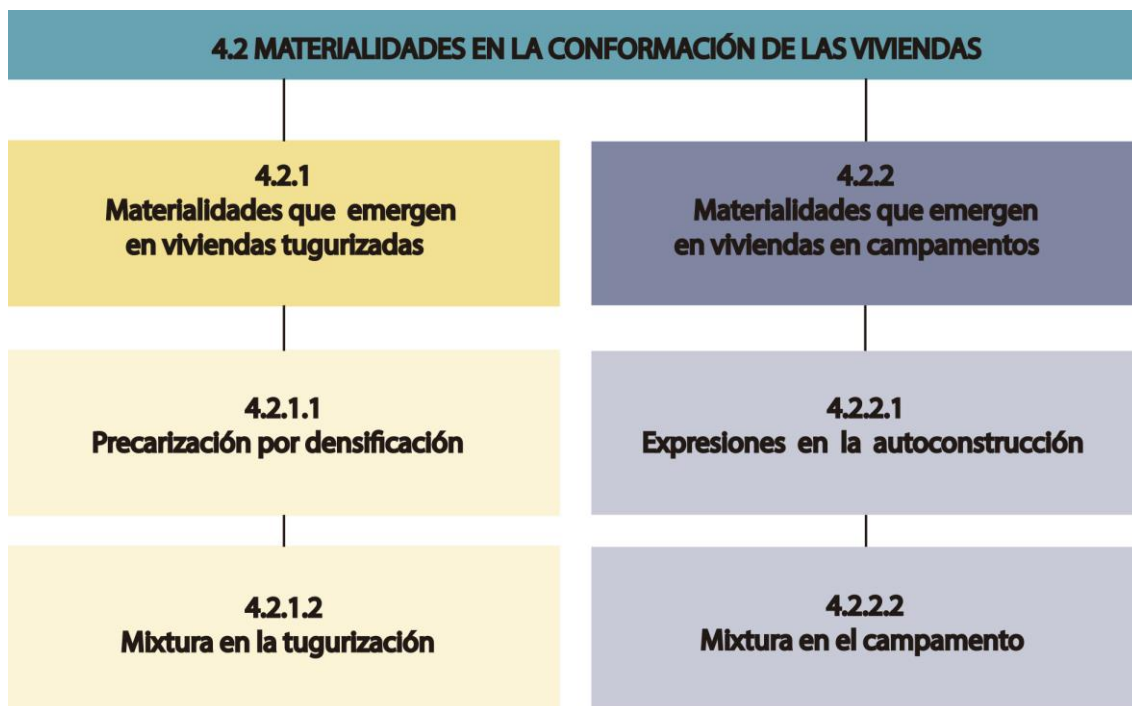 4.2 MATERIALIDADES EN LA CONFORMACIÓN DE LAS VIVIENDAS
4.2.1
Materialidades que emergen
en viviendas tugurizadas
4.2.1.1
Precarización por densificación
4.2.1.2
Mixtura en la tugurización
4.2.2
Materialidades que emergen
en viviendas en campamentos
4.2.2.1
Expresiones en la autoconstrucción
4.2.2.2
Mixtura en el campamento